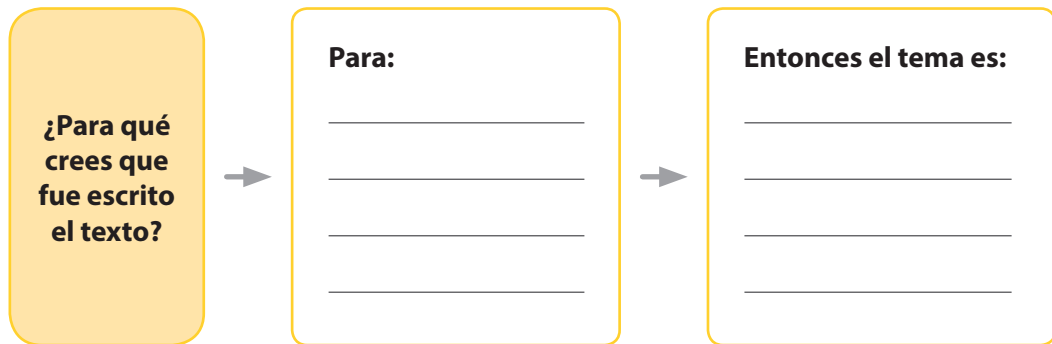 ¿Para qué
crees que
fue escrito
el texto?
Para:
Entonces el tema es: